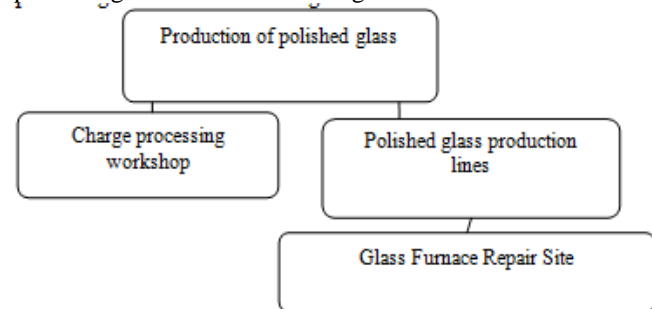 Production of polished glass
Charge processing
workshop
Polished glass production
lines
Glass Furnace Repair Site